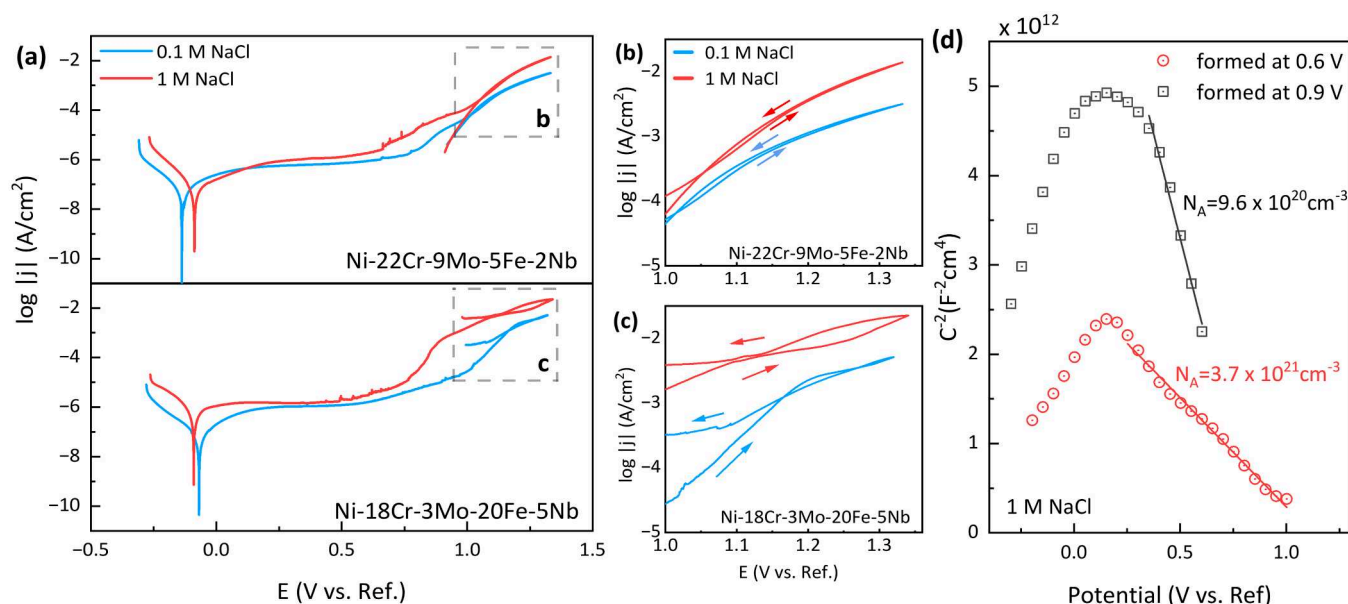 (a)
0.1 M NaCl
1 M NaCl
b
Ni-22Cr-9Mo-5Fe-2Nb
−2
−4
−6
−8
−10
log |j| (A/cm²)
c
Ni-18Cr-3Mo-20Fe-5Nb
−2
−4
−6
−8
−10
−0.5 0.0 0.5 1.0 1.5
E (V vs. Ref.)
(b)
0.1 M NaCl
1 M NaCl
−1
−2
−3
−4
−5
log |j| (A/cm²)
Ni-22Cr-9Mo-5Fe-2Nb
1.0 1.1 1.2 1.3
(c)
−1
−2
−3
−4
−5
log |j| (A/cm²)
Ni-18Cr-3Mo-20Fe-5Nb
1.0 1.1 1.2 1.3
E (V vs. Ref.)
x 10¹²
(d)
formed at 0.6 V
formed at 0.9 V
5
4
3
2
1
0
C⁻²(F⁻²cm⁴)
N_A=9.6 x 10²⁰cm⁻³
N_A=3.7 x 10²¹cm⁻³
1 M NaCl
0.0 0.5 1.0
Potential (V vs. Ref)